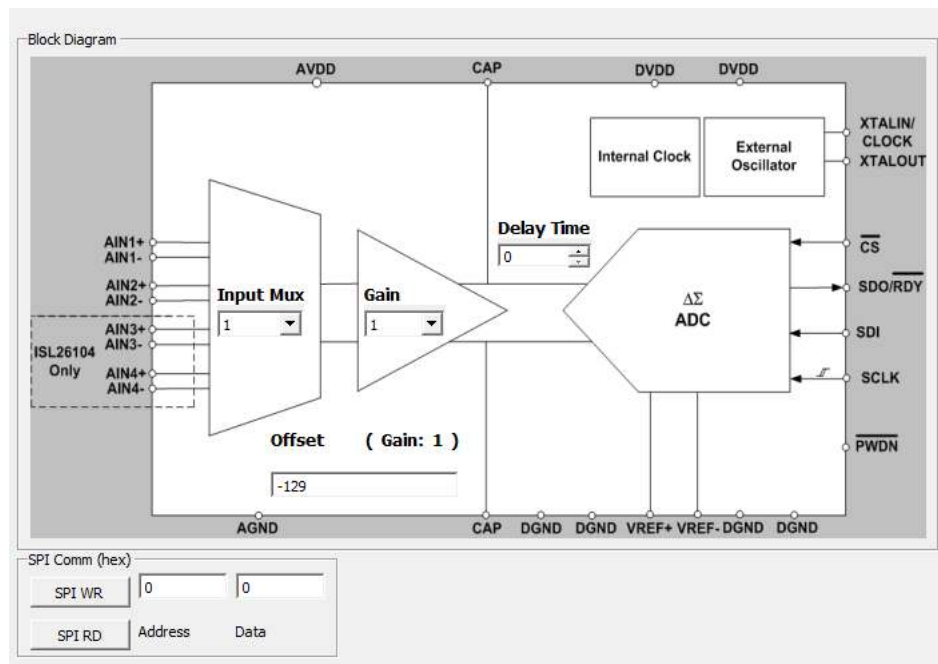 Block Diagram
AVDD
CAP
DVDD
DVDD
XTALIN/
CLOCK
XTALOUT
Internal Clock
External
Oscillator
Delay Time
0
AIN1+
AIN1-
AIN2+
AIN2-
AIN3+
AIN3-
AIN4+
AIN4-
ISL26104
Only
Input Mux
1
Gain
1
ΔΣ
ADC
CS
SDO/RDY
SDI
SCLK
PWDN
Offset ( Gain: 1 )
-129
AGND
CAP
DGND
DGND
VREF+
VREF-
DGND
DGND
SPI Comm (hex)
SPI WR
0
0
SPI RD
Address
Data